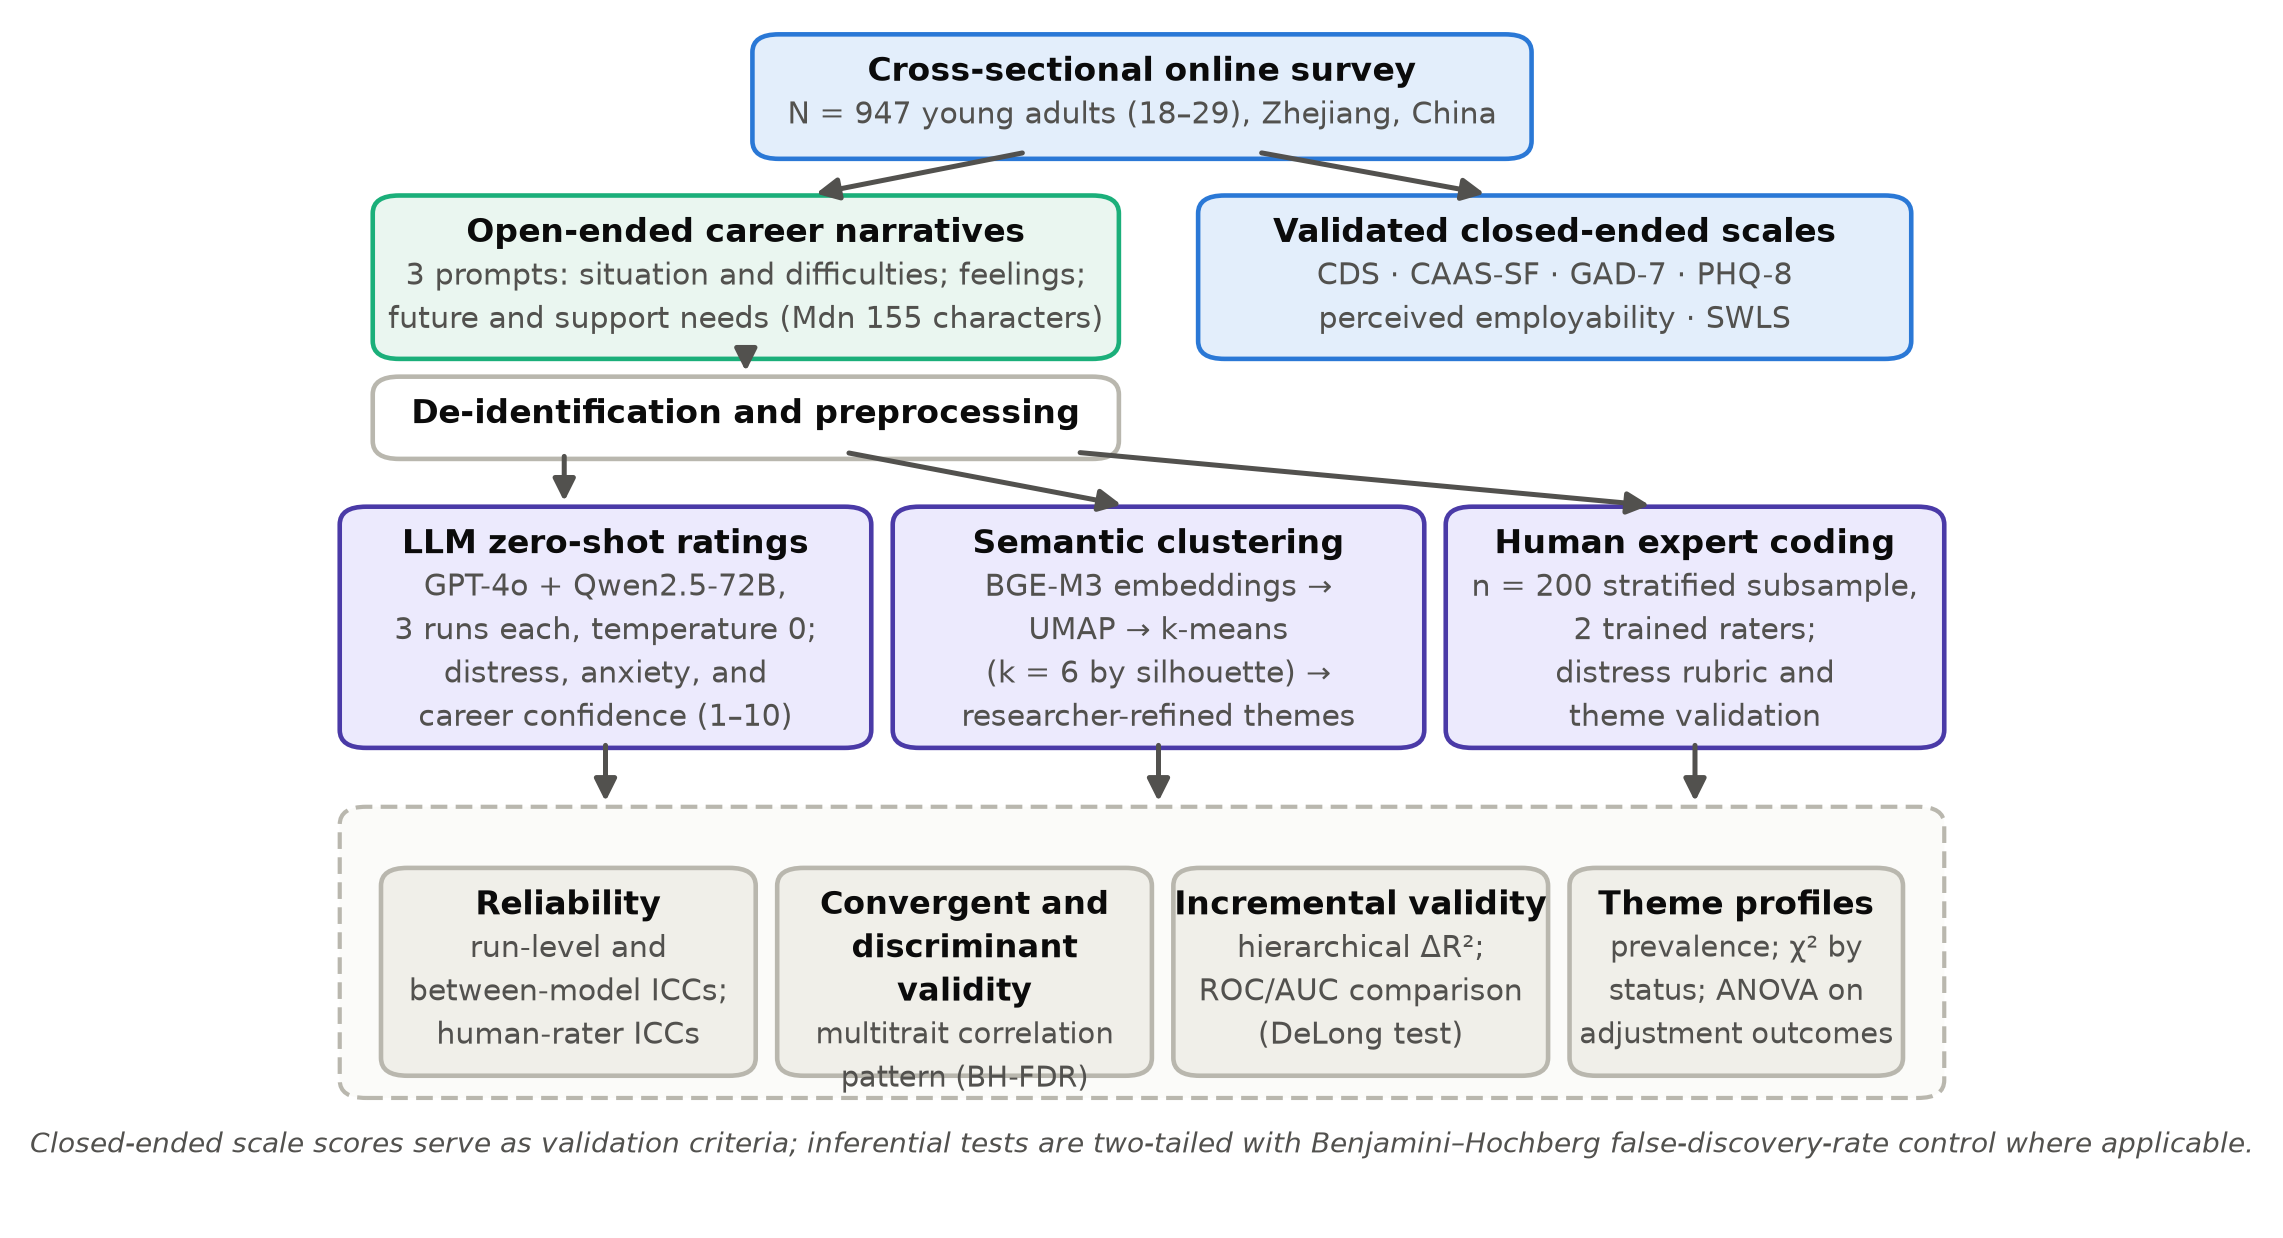 Cross-sectional online survey
N = 947 young adults (18–29), Zhejiang, China
Open-ended career narratives
3 prompts: situation and difficulties; feelings;
future and support needs (Mdn 155 characters)
Validated closed-ended scales
CDS · CAAS-SF · GAD-7 · PHQ-8
perceived employability · SWLS
De-identification and preprocessing
LLM zero-shot ratings
GPT-4o + Qwen2.5-72B,
3 runs each, temperature 0;
distress, anxiety, and
career confidence (1–10)
Semantic clustering
BGE-M3 embeddings →
UMAP → k-means
(k = 6 by silhouette) →
researcher-refined themes
Human expert coding
n = 200 stratified subsample,
2 trained raters;
distress rubric and
theme validation
Reliability
run-level and
between-model ICCs;
human-rater ICCs
Convergent and
discriminant
validity
multitrait correlation
pattern (BH-FDR)
Incremental validity
hierarchical ΔR²;
ROC/AUC comparison
(DeLong test)
Theme profiles
prevalence; χ² by
status; ANOVA on
adjustment outcomes
Closed-ended scale scores serve as validation criteria; inferential tests are two-tailed with Benjamini–Hochberg false-discovery-rate control where applicable.